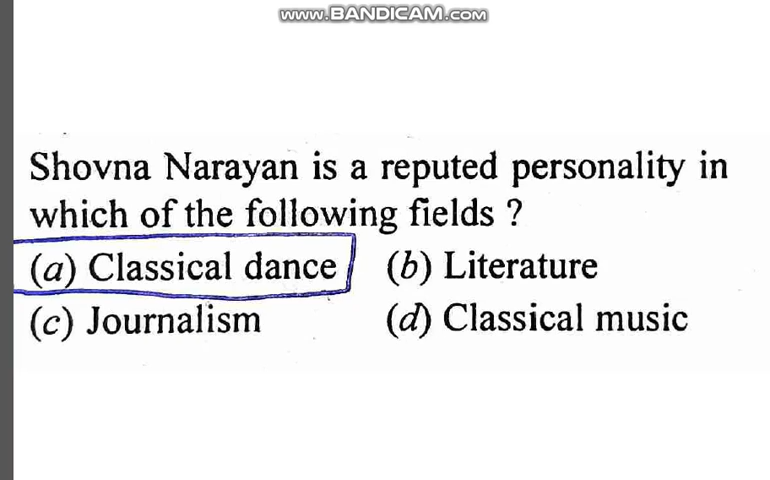 www.BANDICAM.com
Shovna Narayan is a reputed personality in
which of the following fields ?
(a) Classical dance (b) Literature
(c) Journalism (d) Classical music